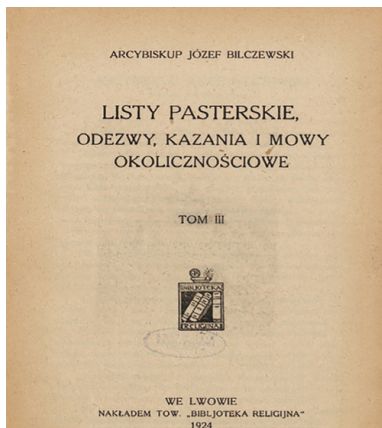 ARCYBISKUP JÓZEF BILCZEWSKI
LISTY PASTERSKIE,
ODEZWY, KAZANIA I MOWY
OKOLICZNOŚCIOWE
TOM III
BIBLJOTEKA
RELIGIJNA
WE LWOWIE
NAKŁADEM TOW. „BIBLJOTEKA RELIGIJNA"
1924